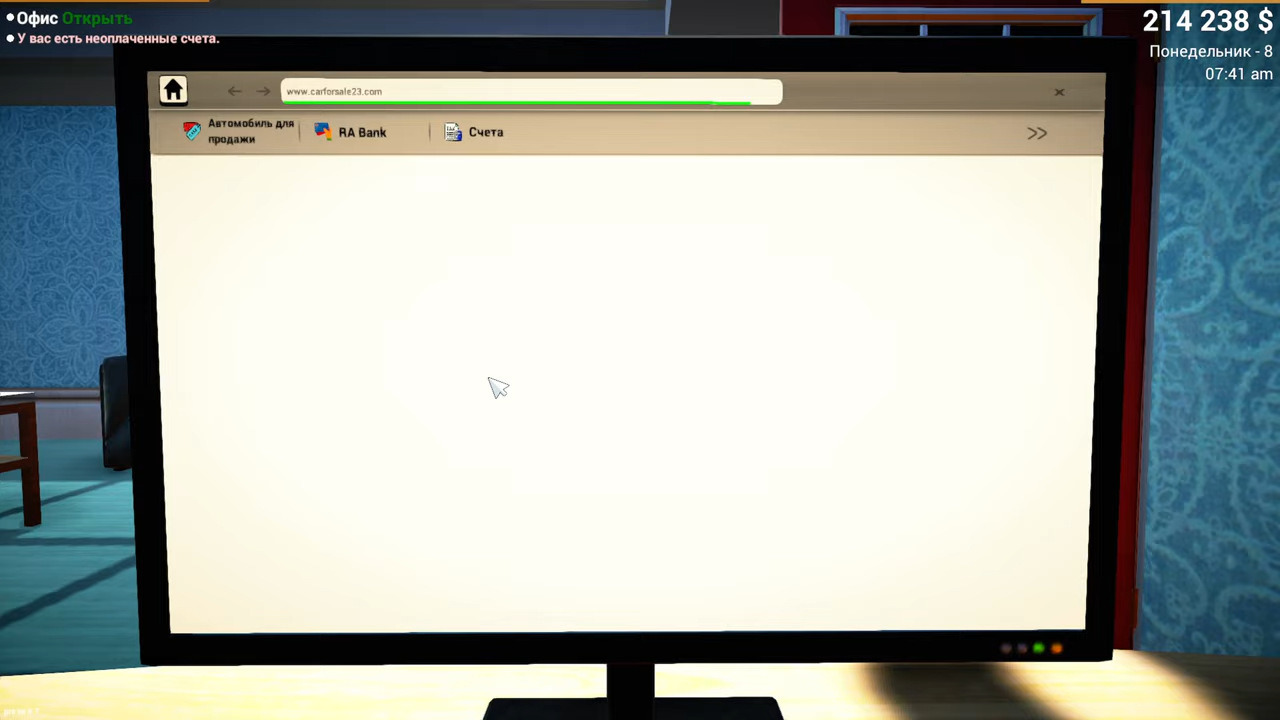 Офис Открыть
У вас есть неоплаченные счета.
214 238 $
Понедельник - 8
07:41 am
www.carforsale23.com
Автомобиль для
продажи
RA Bank
Счета